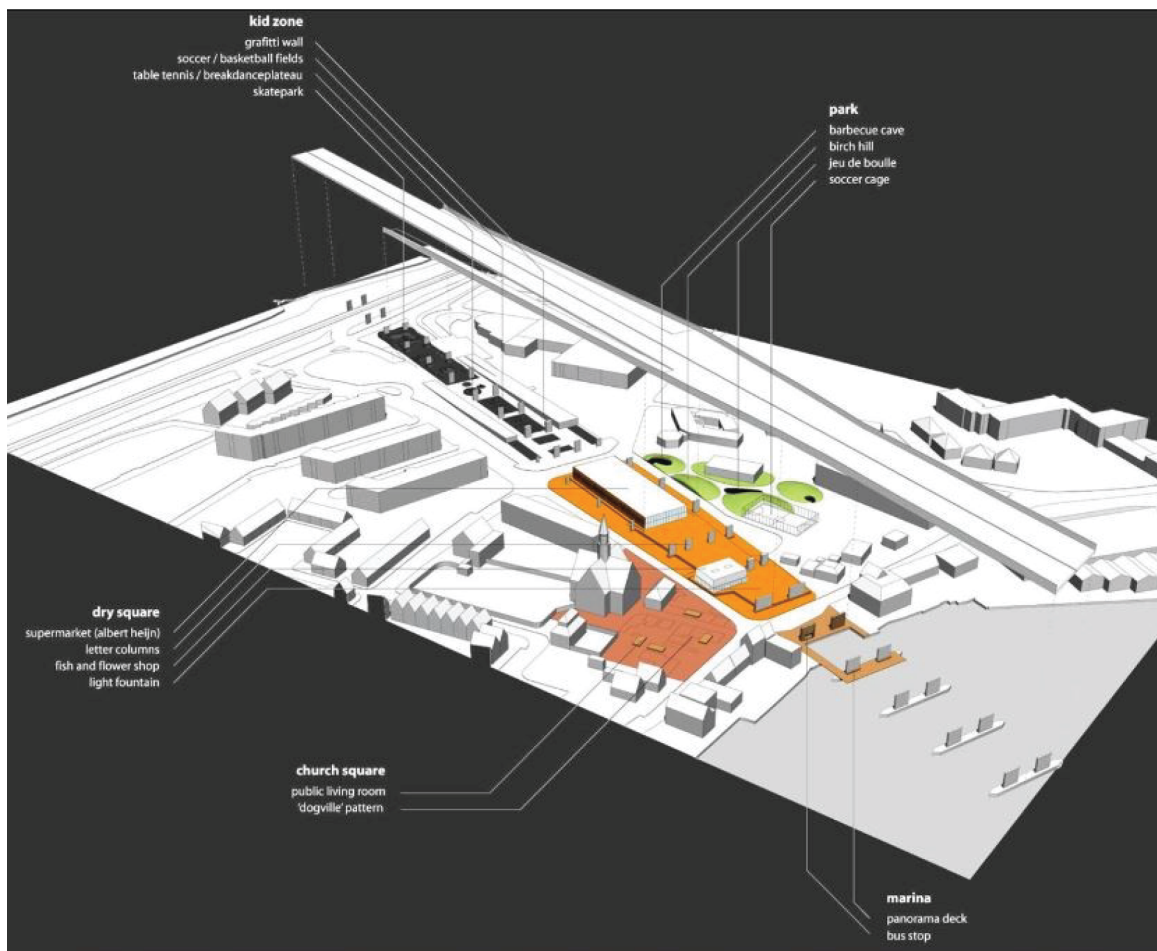 kid zone
grafitti wall
soccer / basketball fields
table tennis / breakdanceplateau
skatepark
park
barbecue cave
birch hill
jeu de boulle
soccer cage
dry square
supermarket (albert heijn)
letter columns
fish and flower shop
light fountain
church square
public living room
'dogville' pattern
marina
panorama deck
bus stop